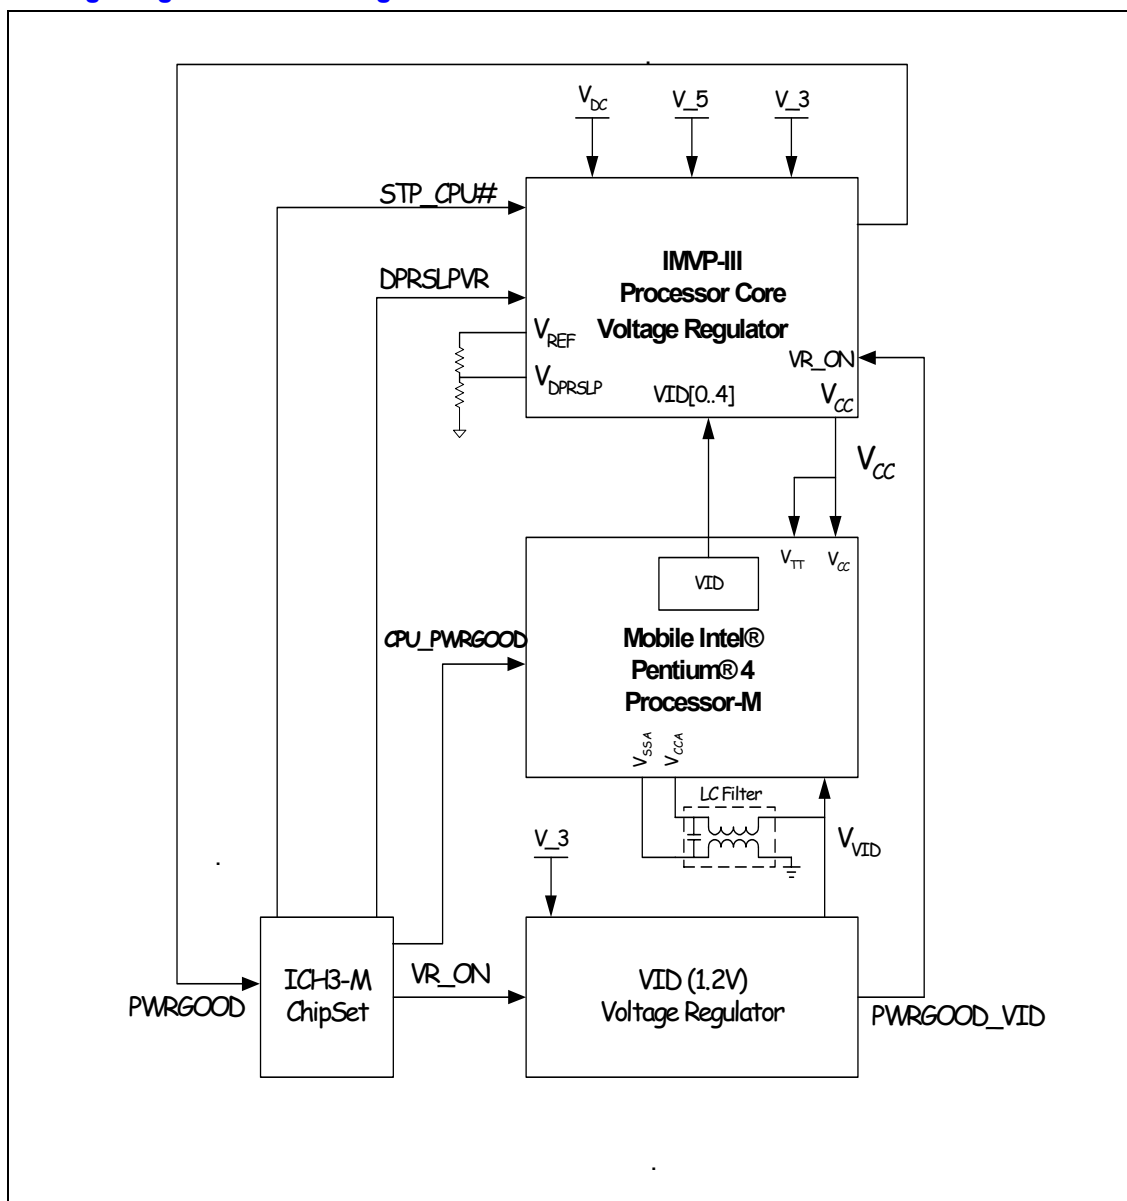 V_DC
V_5
V_3
STP_CPU#
DPRSLPVR
IMVP-III
Processor Core
Voltage Regulator
V_REF
V_DPRSLP
VR_ON
VID[0..4]
V_CC
V_CC
V_TT
V_CC
VID
CPU_PWRGOOD
Mobile Intel®
Pentium® 4
Processor-M
V_SSA
V_CCA
LC Filter
V_3
V_VID
ICH3-M
ChipSet
VR_ON
VID (1.2V)
Voltage Regulator
PWRGOOD
PWRGOOD_VID